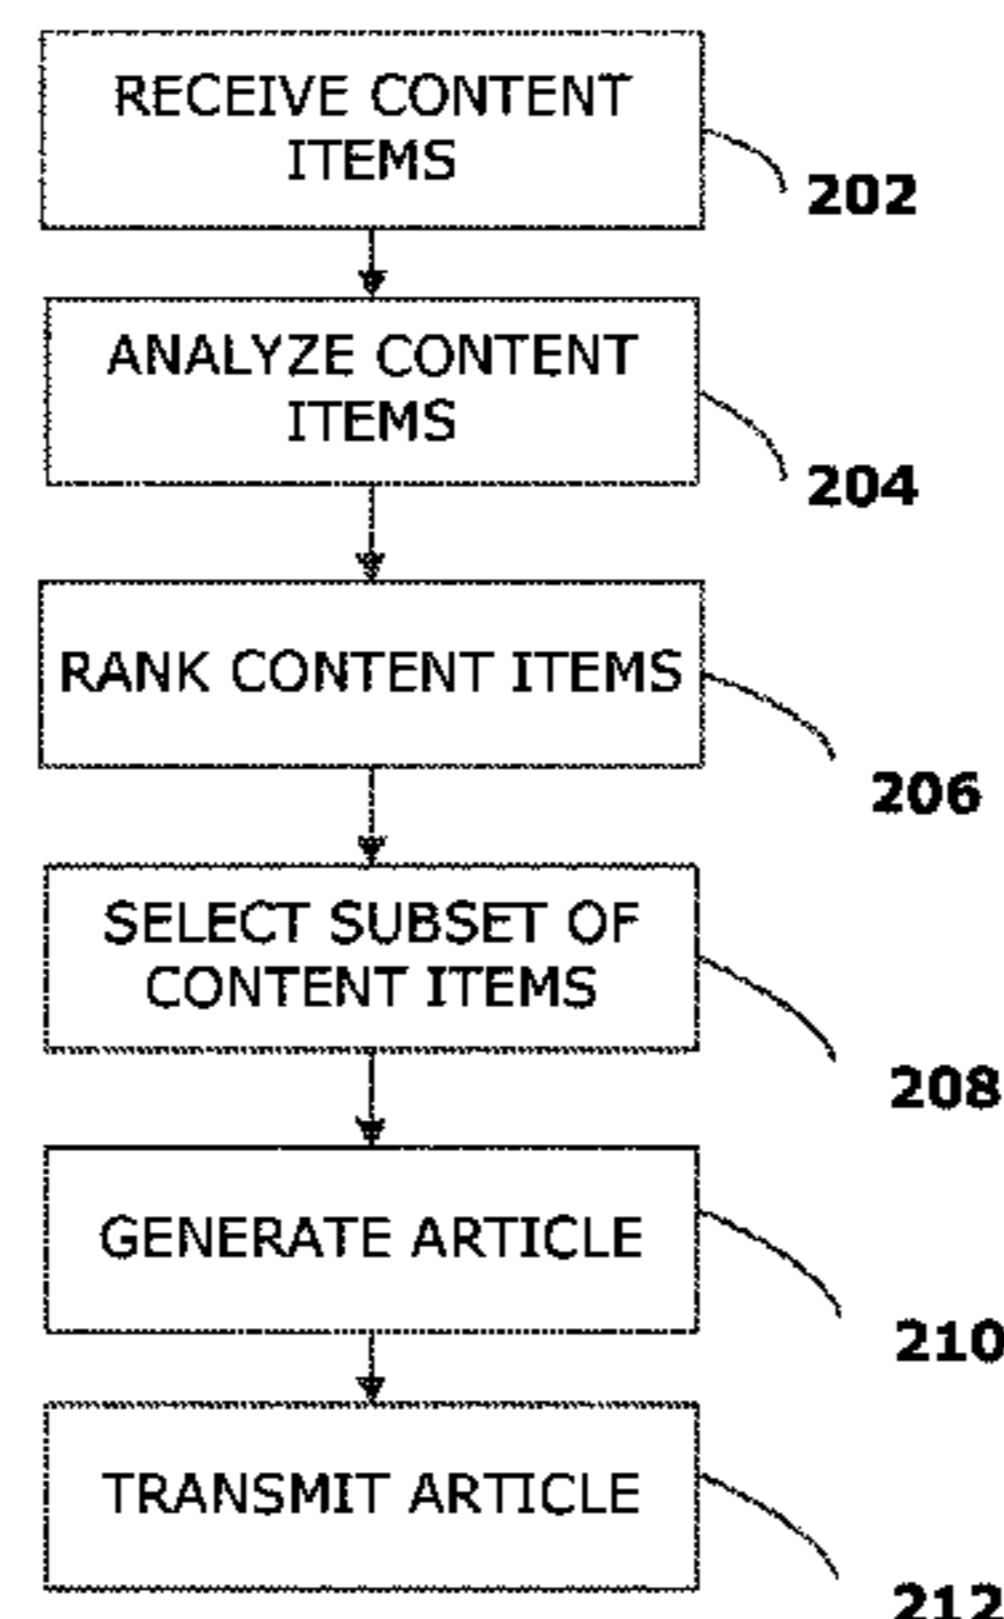 RECEIVE CONTENT
ITEMS
202
ANALYZE CONTENT
ITEMS
204
RANK CONTENT ITEMS
206
SELECT SUBSET OF
CONTENT ITEMS
208
GENERATE ARTICLE
210
TRANSMIT ARTICLE
212